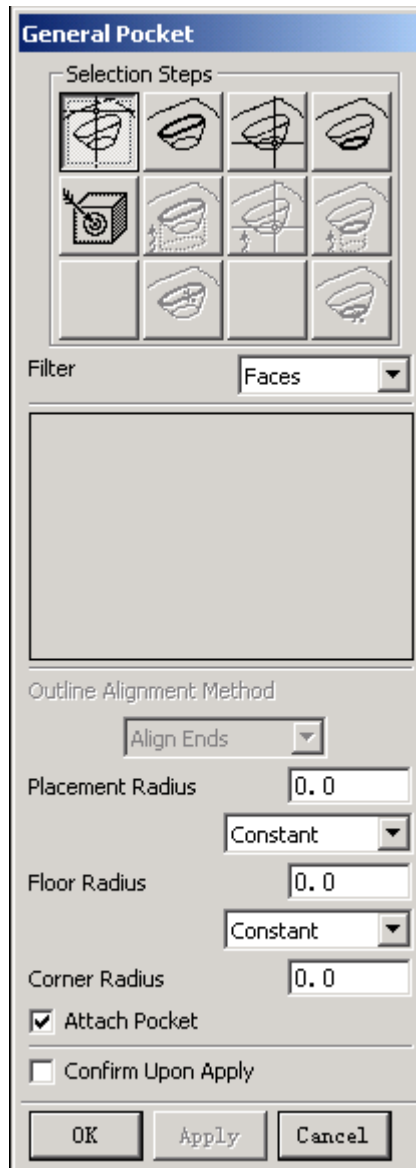 General Pocket
Selection Steps
Filter
Faces
Outline Alignment Method
Align Ends
Placement Radius
0.0
Constant
Floor Radius
0.0
Constant
Corner Radius
0.0
Attach Pocket
Confirm Upon Apply
OK Apply Cancel